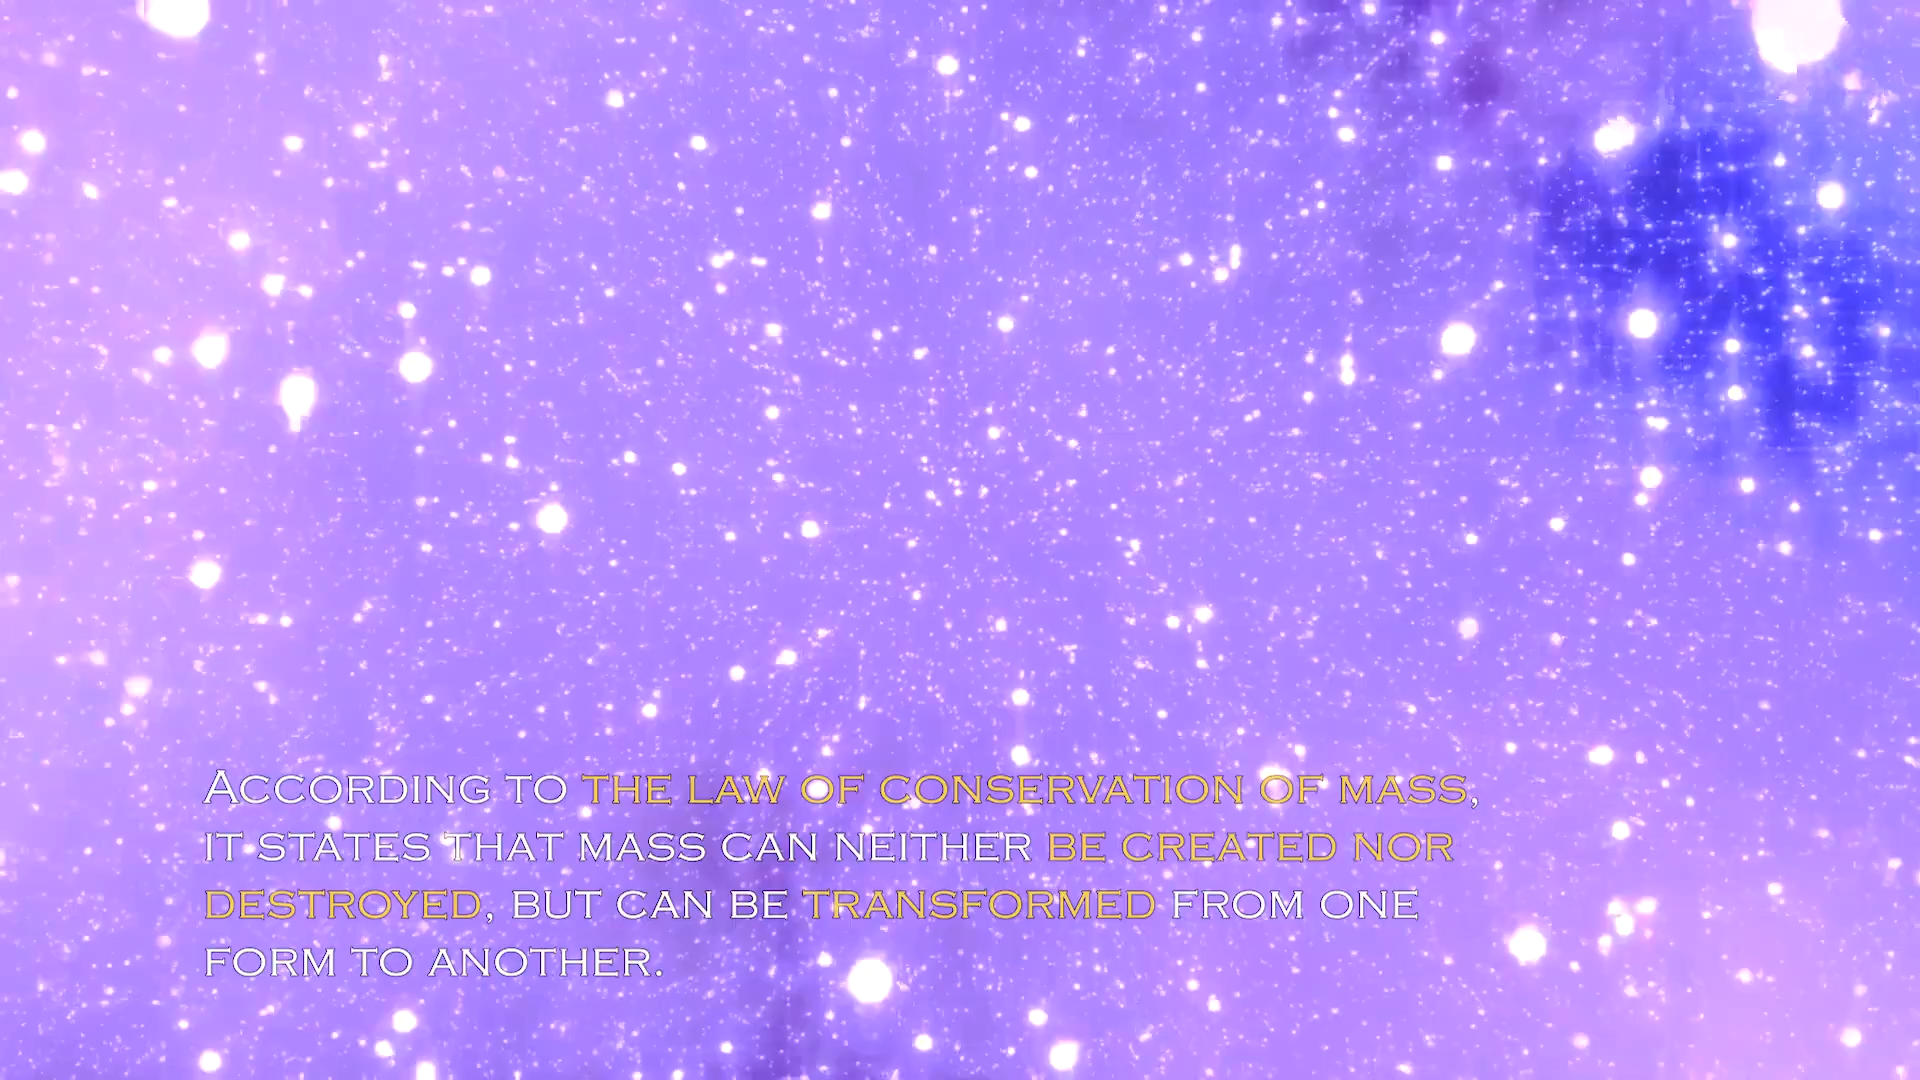 According to the law of conservation of mass,
it states that mass can neither be created nor
destroyed, but can be transformed from one
form to another.